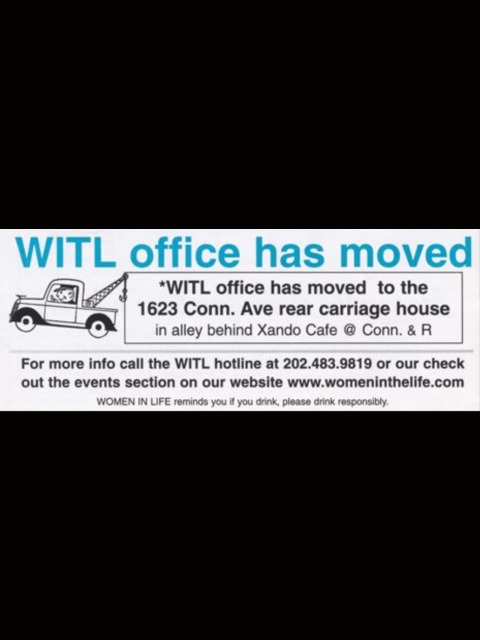 WITL office has moved
*WITL office has moved to the
1623 Conn. Ave rear carriage house
in alley behind Xando Cafe @ Conn. & R
For more info call the WITL hotline at 202.483.9819 or our check
out the events section on our website www.womeninthelife.com
WOMEN IN LIFE reminds you if you drink, please drink responsibly.